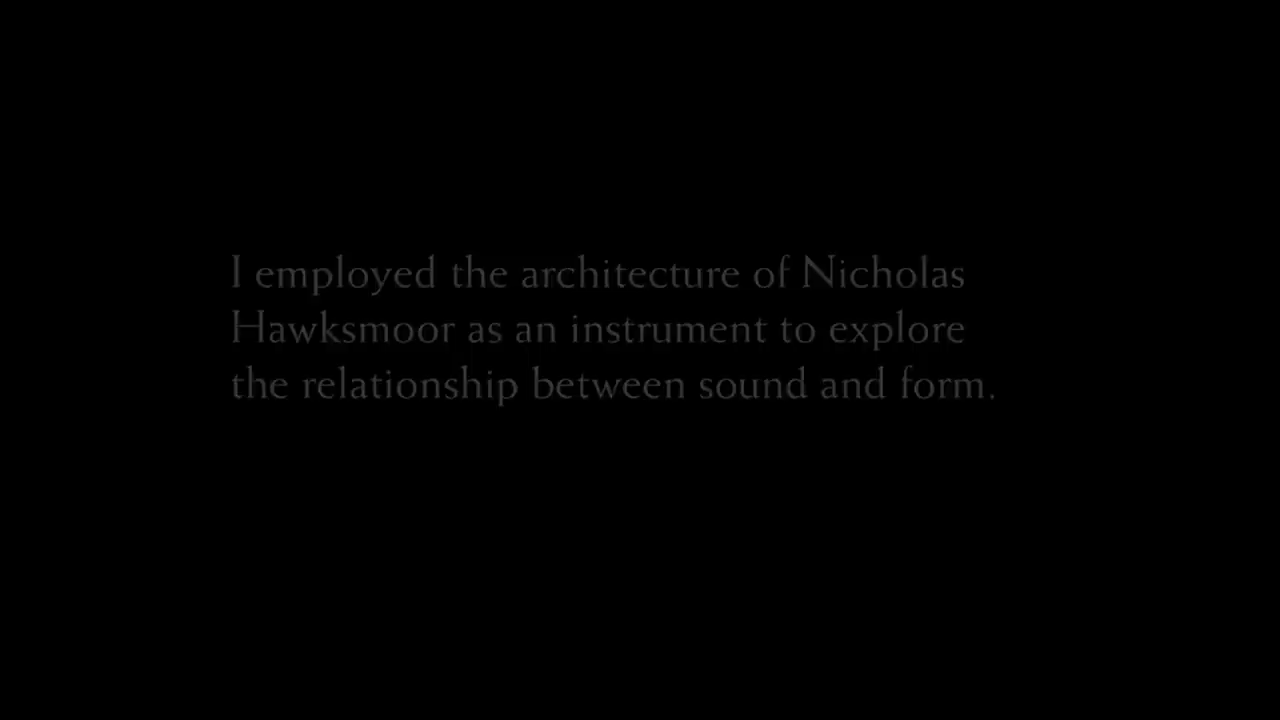 I employed the architecture of Nicholas
Hawksmoor as an instrument to explore
the relationship between sound and form.